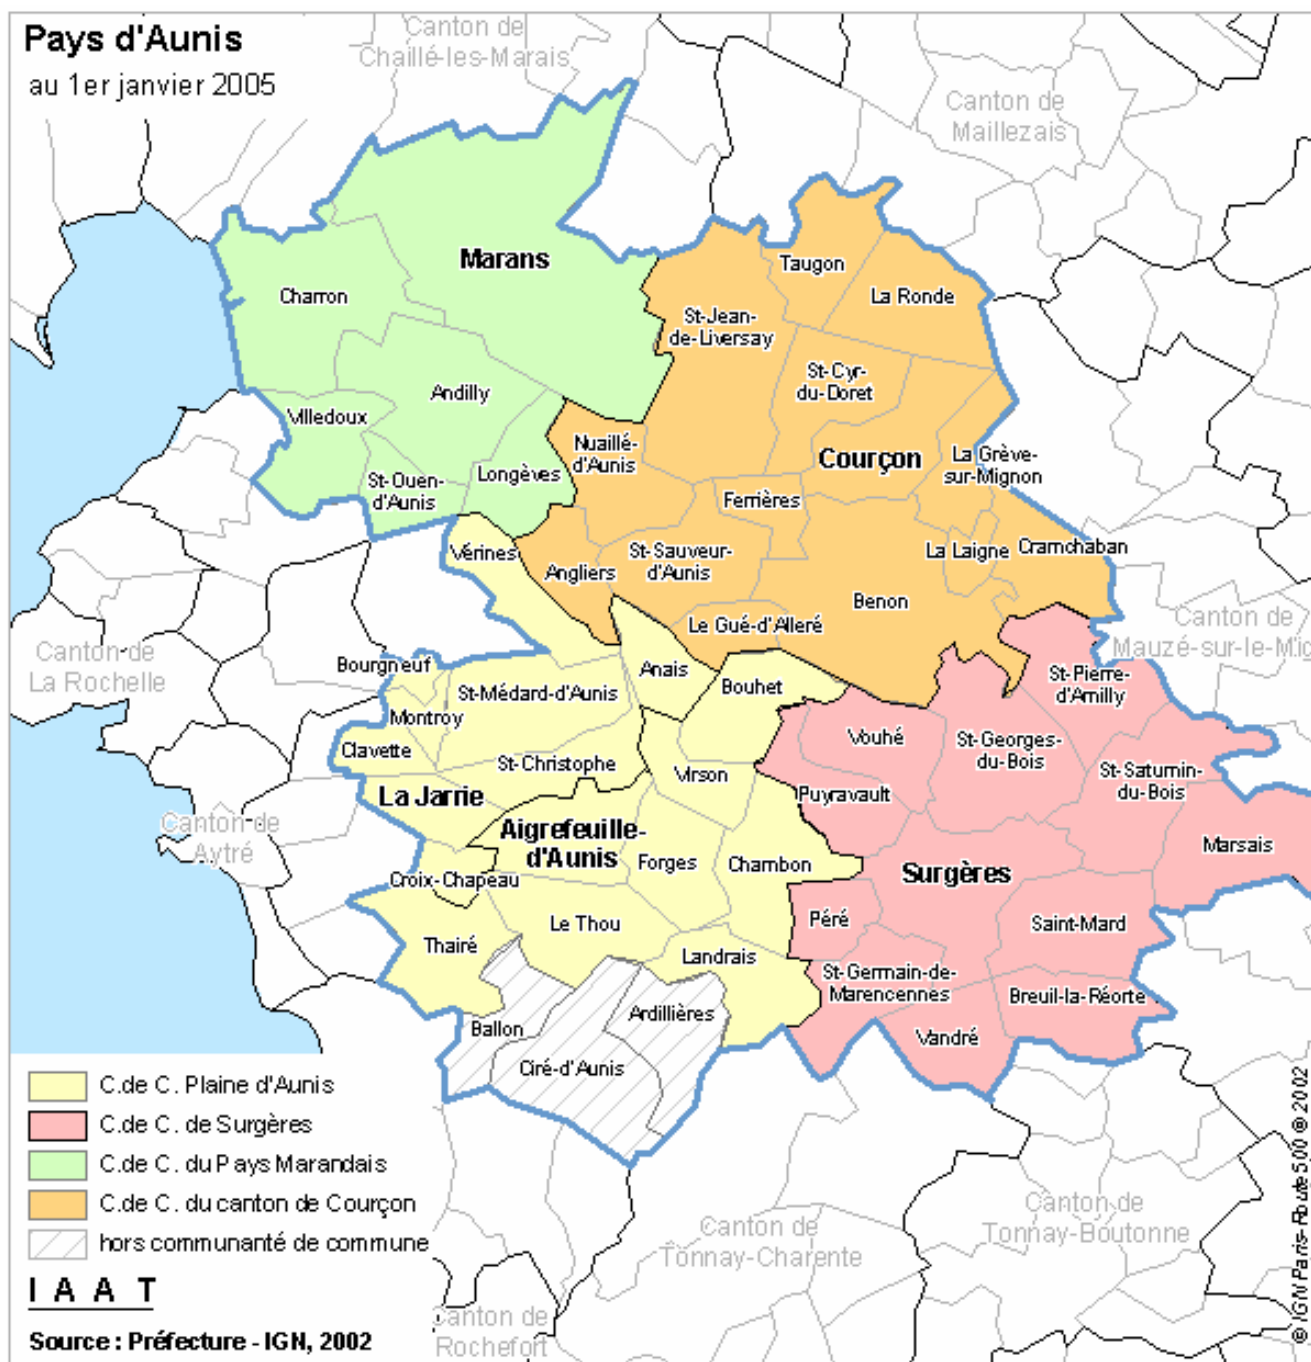 Pays d'Aunis
au 1er janvier 2005
Canton de
Chaillé-les-Marais
Canton de
Maillezais
Marans
Charron
Taugon
La Ronde
St-Jean-
de-Liversay
St-Cyr-
du-Doret
Andilly
Villedoux
Nuaillé-
d'Aunis
Courçon
La Grève-
sur-Mignon
Longèves
St-Ouen-
d'Aunis
Ferrières
Vérines
Angliers
St-Sauveur-
d'Aunis
La Laigne
Cramchaban
Benon
Le Gué-d'Alleré
Canton de
Mauzé-sur-le-Mig
Canton de
La Rochelle
Bourgneuf
Anais
Bouhet
St-Médard-d'Aunis
St-Pierre-
d'Amilly
Montroy
Clavette
Vouhé
St-Georges-
du-Bois
St-Christophe
Virson
St-Saturnin-
du-Bois
La Jarrie
Puyravault
Canton de
Aytré
Aigrefeuille-
d'Aunis
Forges
Chambon
Marsais
Surgères
Croix-Chapeau
Péré
Saint-Mard
Le Thou
Thairé
Landrais
St-Germain-de-
Marencennes
Breuil-la-Réorte
Ballon
Ardillières
Vandré
Ciré-d'Aunis
C.de C. Plaine d'Aunis
C.de C. de Surgères
C.de C. du Pays Marandais
C.de C. du canton de Courçon
hors communanté de commune
Canton de
Tonnay-Charente
Canton de
Tonnay-Boutonne
Canton de
Rochefort
I A A T
Source : Préfecture - IGN, 2002
© IGN Paris-Route500 ® 2002